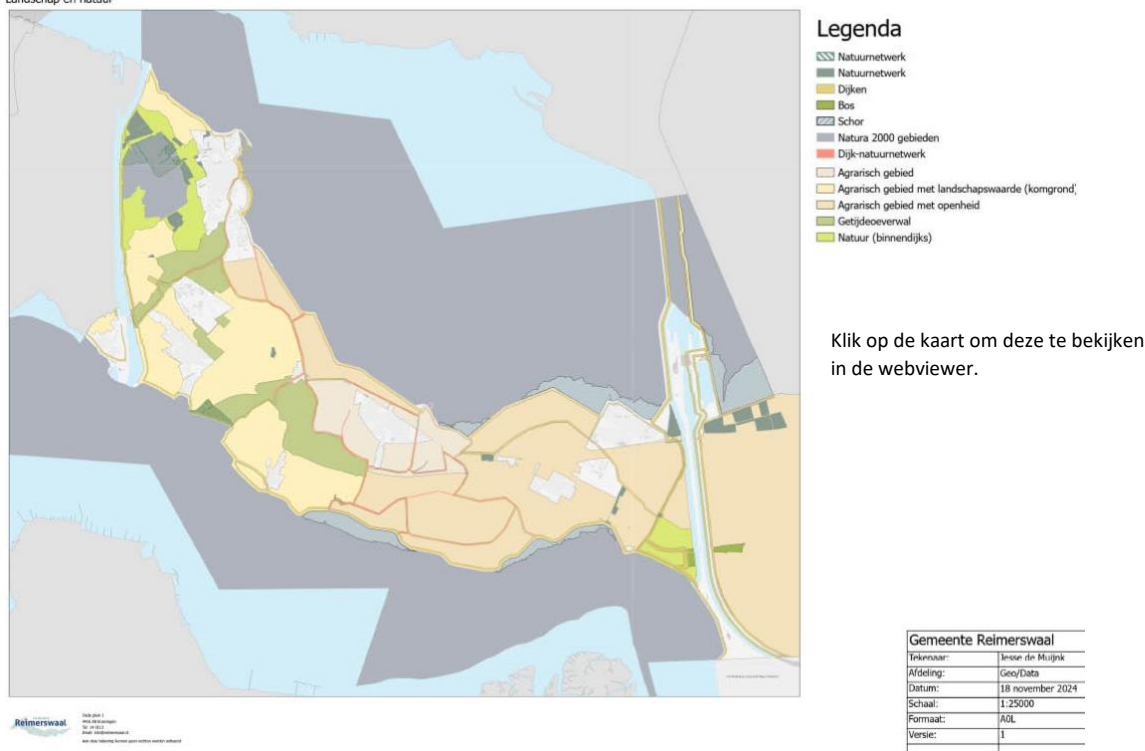 Landschap en natuur
Legenda
Natuurnetwerk
Natuurnetwerk
Dijken
Bos
Schor
Natura 2000 gebieden
Dijk-natuurnetwerk
Agrarisch gebied
Agrarisch gebied met landschapswaarde (komgrond)
Agrarisch gebied met openheid
Getijdeoeverwal
Natuur (binnendijks)
Klik op de kaart om deze te bekijken
in de webviewer.
Gemeente Reimerswaal
Tekenaar: Jesse de Muijnk
Afdeling: Geo/Data
Datum: 18 november 2024
Schaal: 1:25000
Formaat: A0L
Versie: 1
Reimerswaal